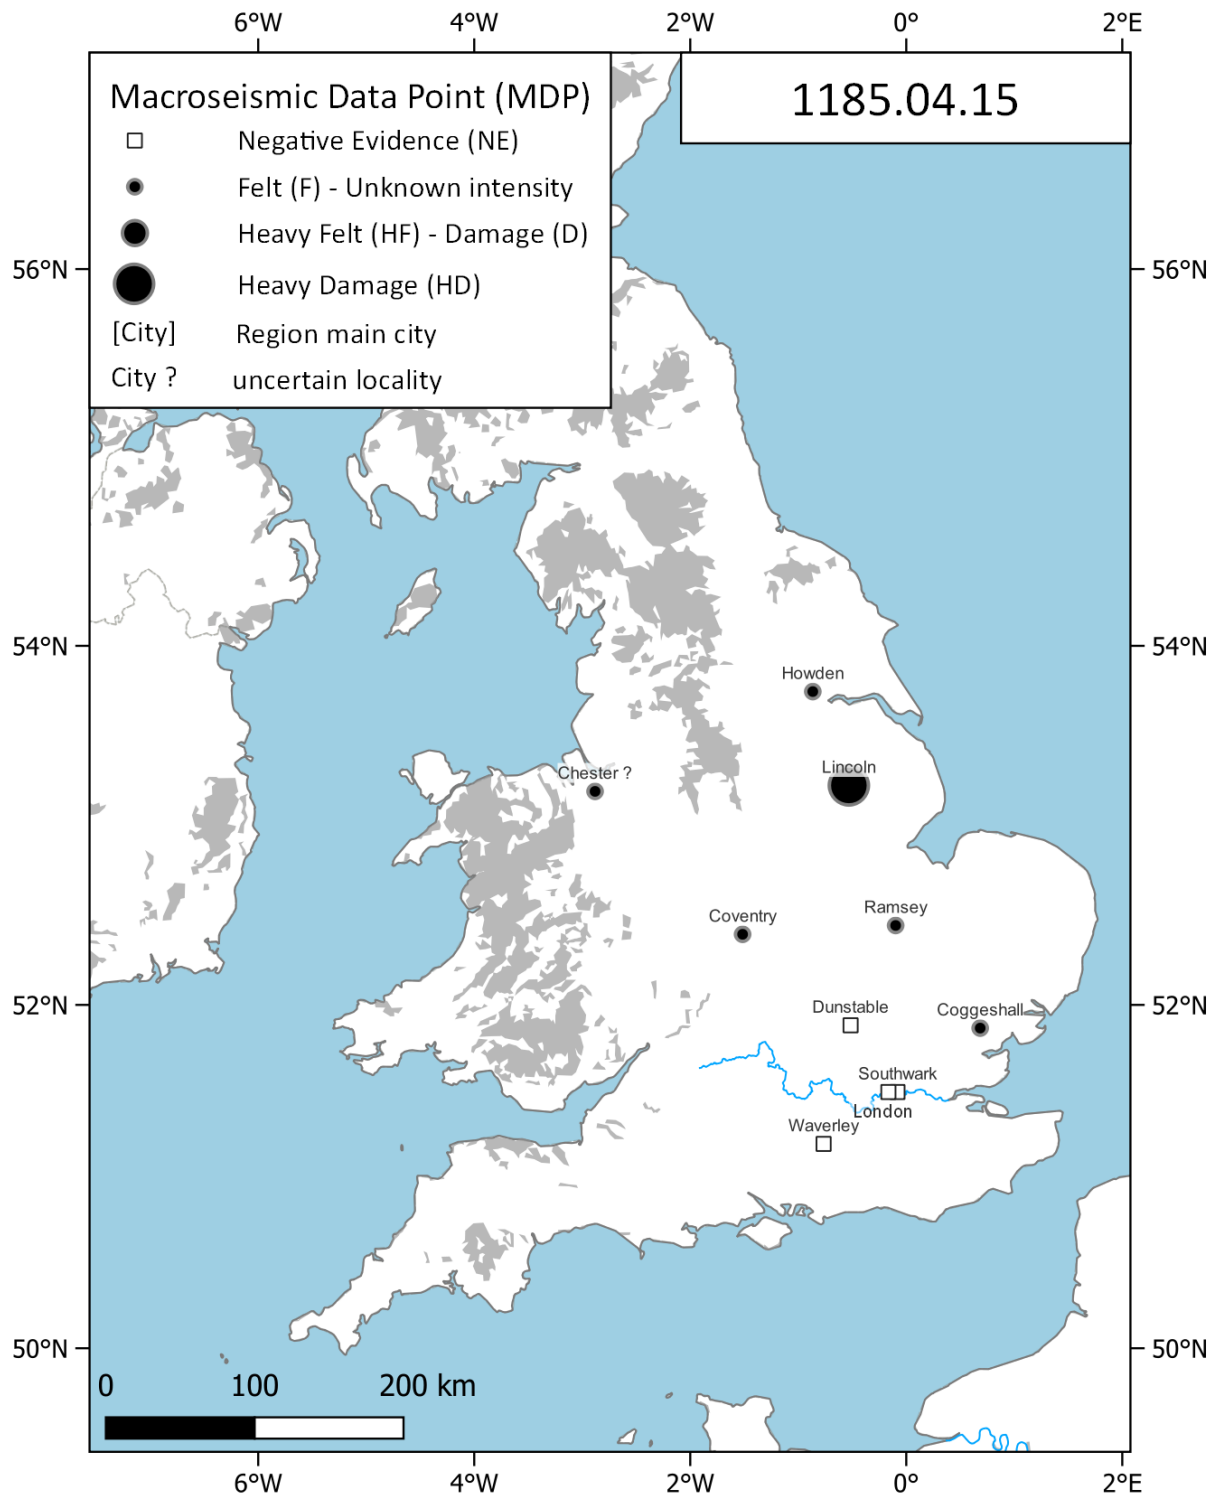 6°W 4°W 2°W 0° 2°E
Macroseismic Data Point (MDP)
1185.04.15
Negative Evidence (NE)
Felt (F) - Unknown intensity
Heavy Felt (HF) - Damage (D)
Heavy Damage (HD)
[City] Region main city
City ? uncertain locality
56°N 56°N
54°N 54°N
Howden
Lincoln
Chester ?
Ramsey
Coventry
52°N 52°N
Dunstable
Coggeshall
Southwark
London
Waverley
50°N 50°N
0 100 200 km
6°W 4°W 2°W 0° 2°E